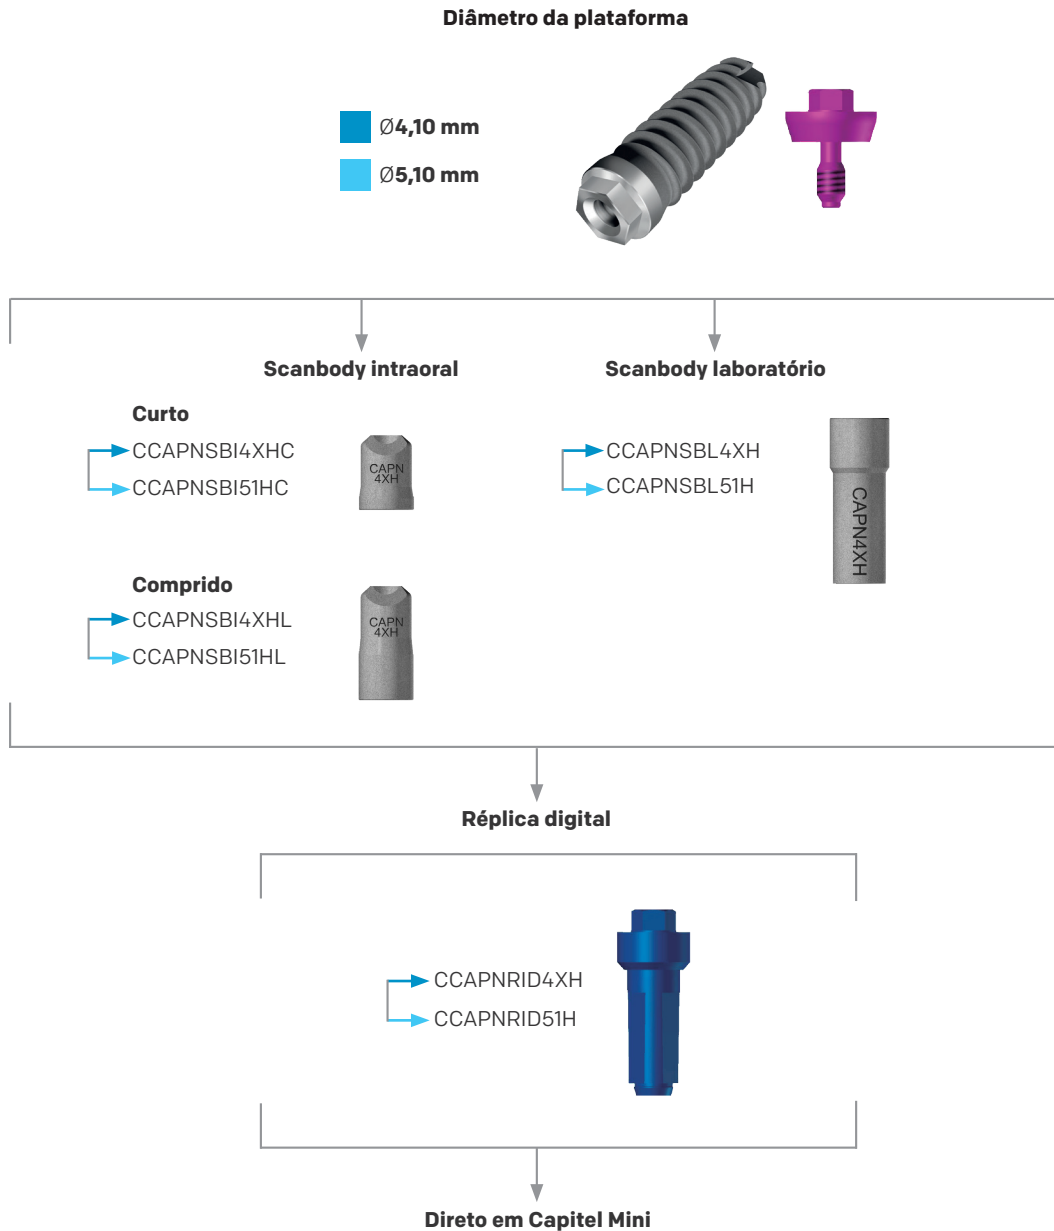 Diâmetro da plataforma
Ø4,10 mm
Ø5,10 mm
Scanbody intraoral
Curto
CCAPNSBI4XHC
CCAPNSBI51HC
CAPN
4XH
Comprido
CCAPNSBI4XHL
CCAPNSBI51HL
CAPN
4XH
Scanbody laboratório
CCAPNSBL4XH
CCAPNSBL51H
CAPN4XH
Réplica digital
CCAPNRID4XH
CCAPNRID51H
Direto em Capitel Mini